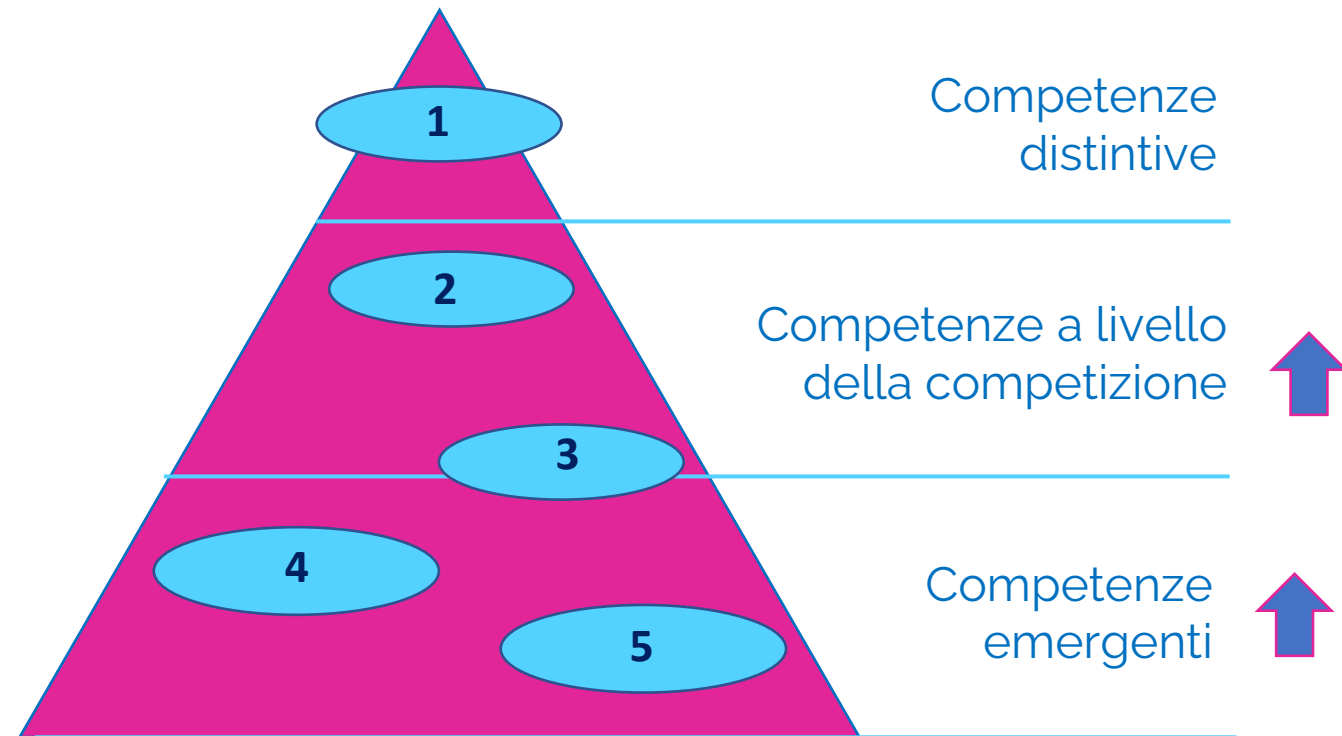 1
Competenze
distintive
2
Competenze a livello
della competizione
3
4
Competenze
emergenti
5